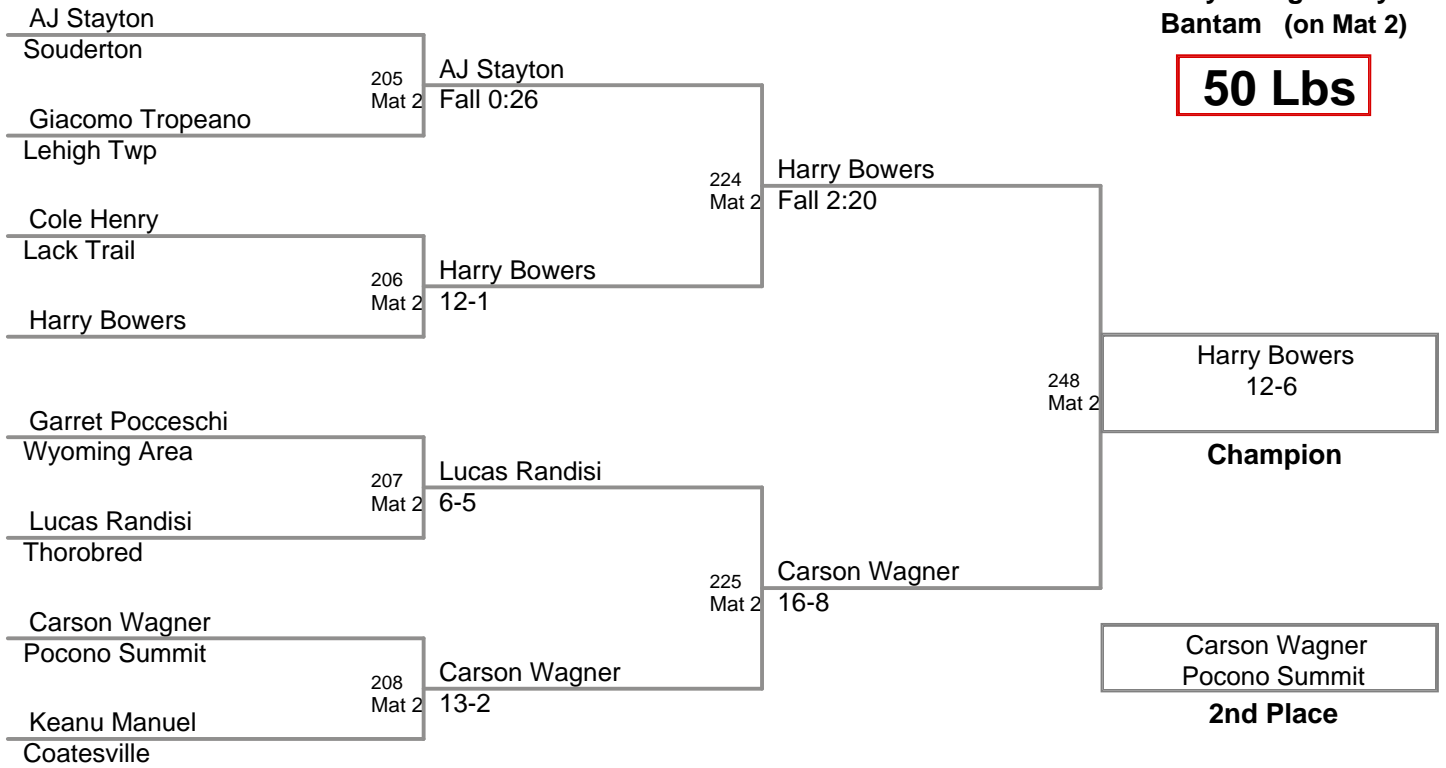 Bantam (on Mat 2)
50 Lbs
AJ Stayton
Souderton
205
Mat 2
AJ Stayton
Fall 0:26
Giacomo Tropeano
Lehigh Twp
224
Mat 2
Harry Bowers
Fall 2:20
Cole Henry
Lack Trail
206
Mat 2
Harry Bowers
12-1
Harry Bowers
248
Mat 2
Harry Bowers
12-6
Champion
Garret Pocceschi
Wyoming Area
207
Mat 2
Lucas Randisi
6-5
Lucas Randisi
Thorobred
225
Mat 2
Carson Wagner
16-8
Carson Wagner
Pocono Summit
208
Mat 2
Carson Wagner
13-2
Keanu Manuel
Coatesville
Carson Wagner
Pocono Summit
2nd Place